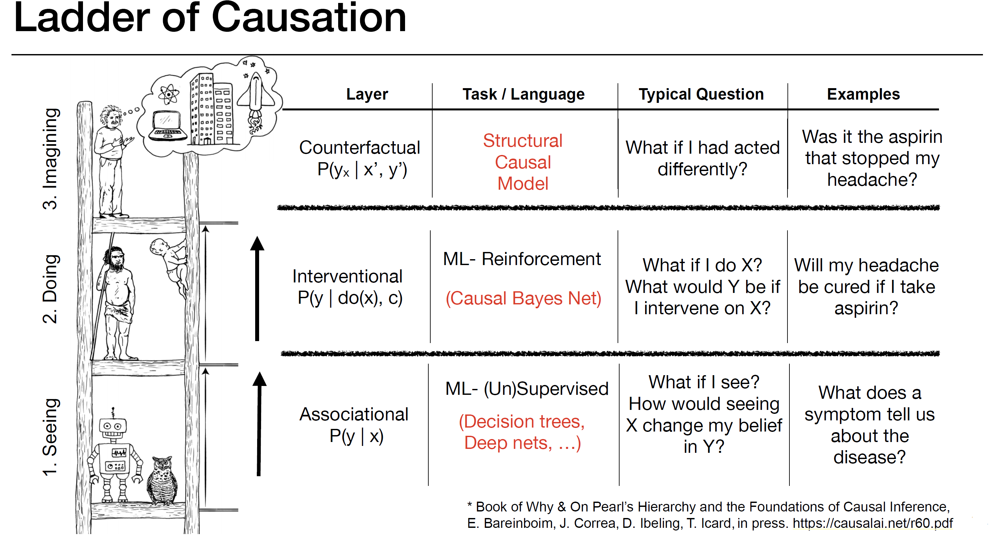 Ladder of Causation
Layer
Task / Language
Typical Question
Examples
3. Imagining
Counterfactual
P(yₓ | x’, y’)
Structural
Causal
Model
What if I had acted
differently?
Was it the aspirin
that stopped my
headache?
2. Doing
Interventional
P(y | do(x), c)
ML- Reinforcement
(Causal Bayes Net)
What if I do X?
What would Y be if
I intervene on X?
Will my headache
be cured if I take
aspirin?
1. Seeing
Associational
P(y | x)
ML- (Un)Supervised
(Decision trees,
Deep nets, …)
What if I see?
How would seeing
X change my belief
in Y?
What does a
symptom tell us
about the
disease?
* Book of Why & On Pearl’s Hierarchy and the Foundations of Causal Inference,
E. Bareinboim, J. Correa, D. Ibeling, T. Icard, in press. https://causalai.net/r60.pdf